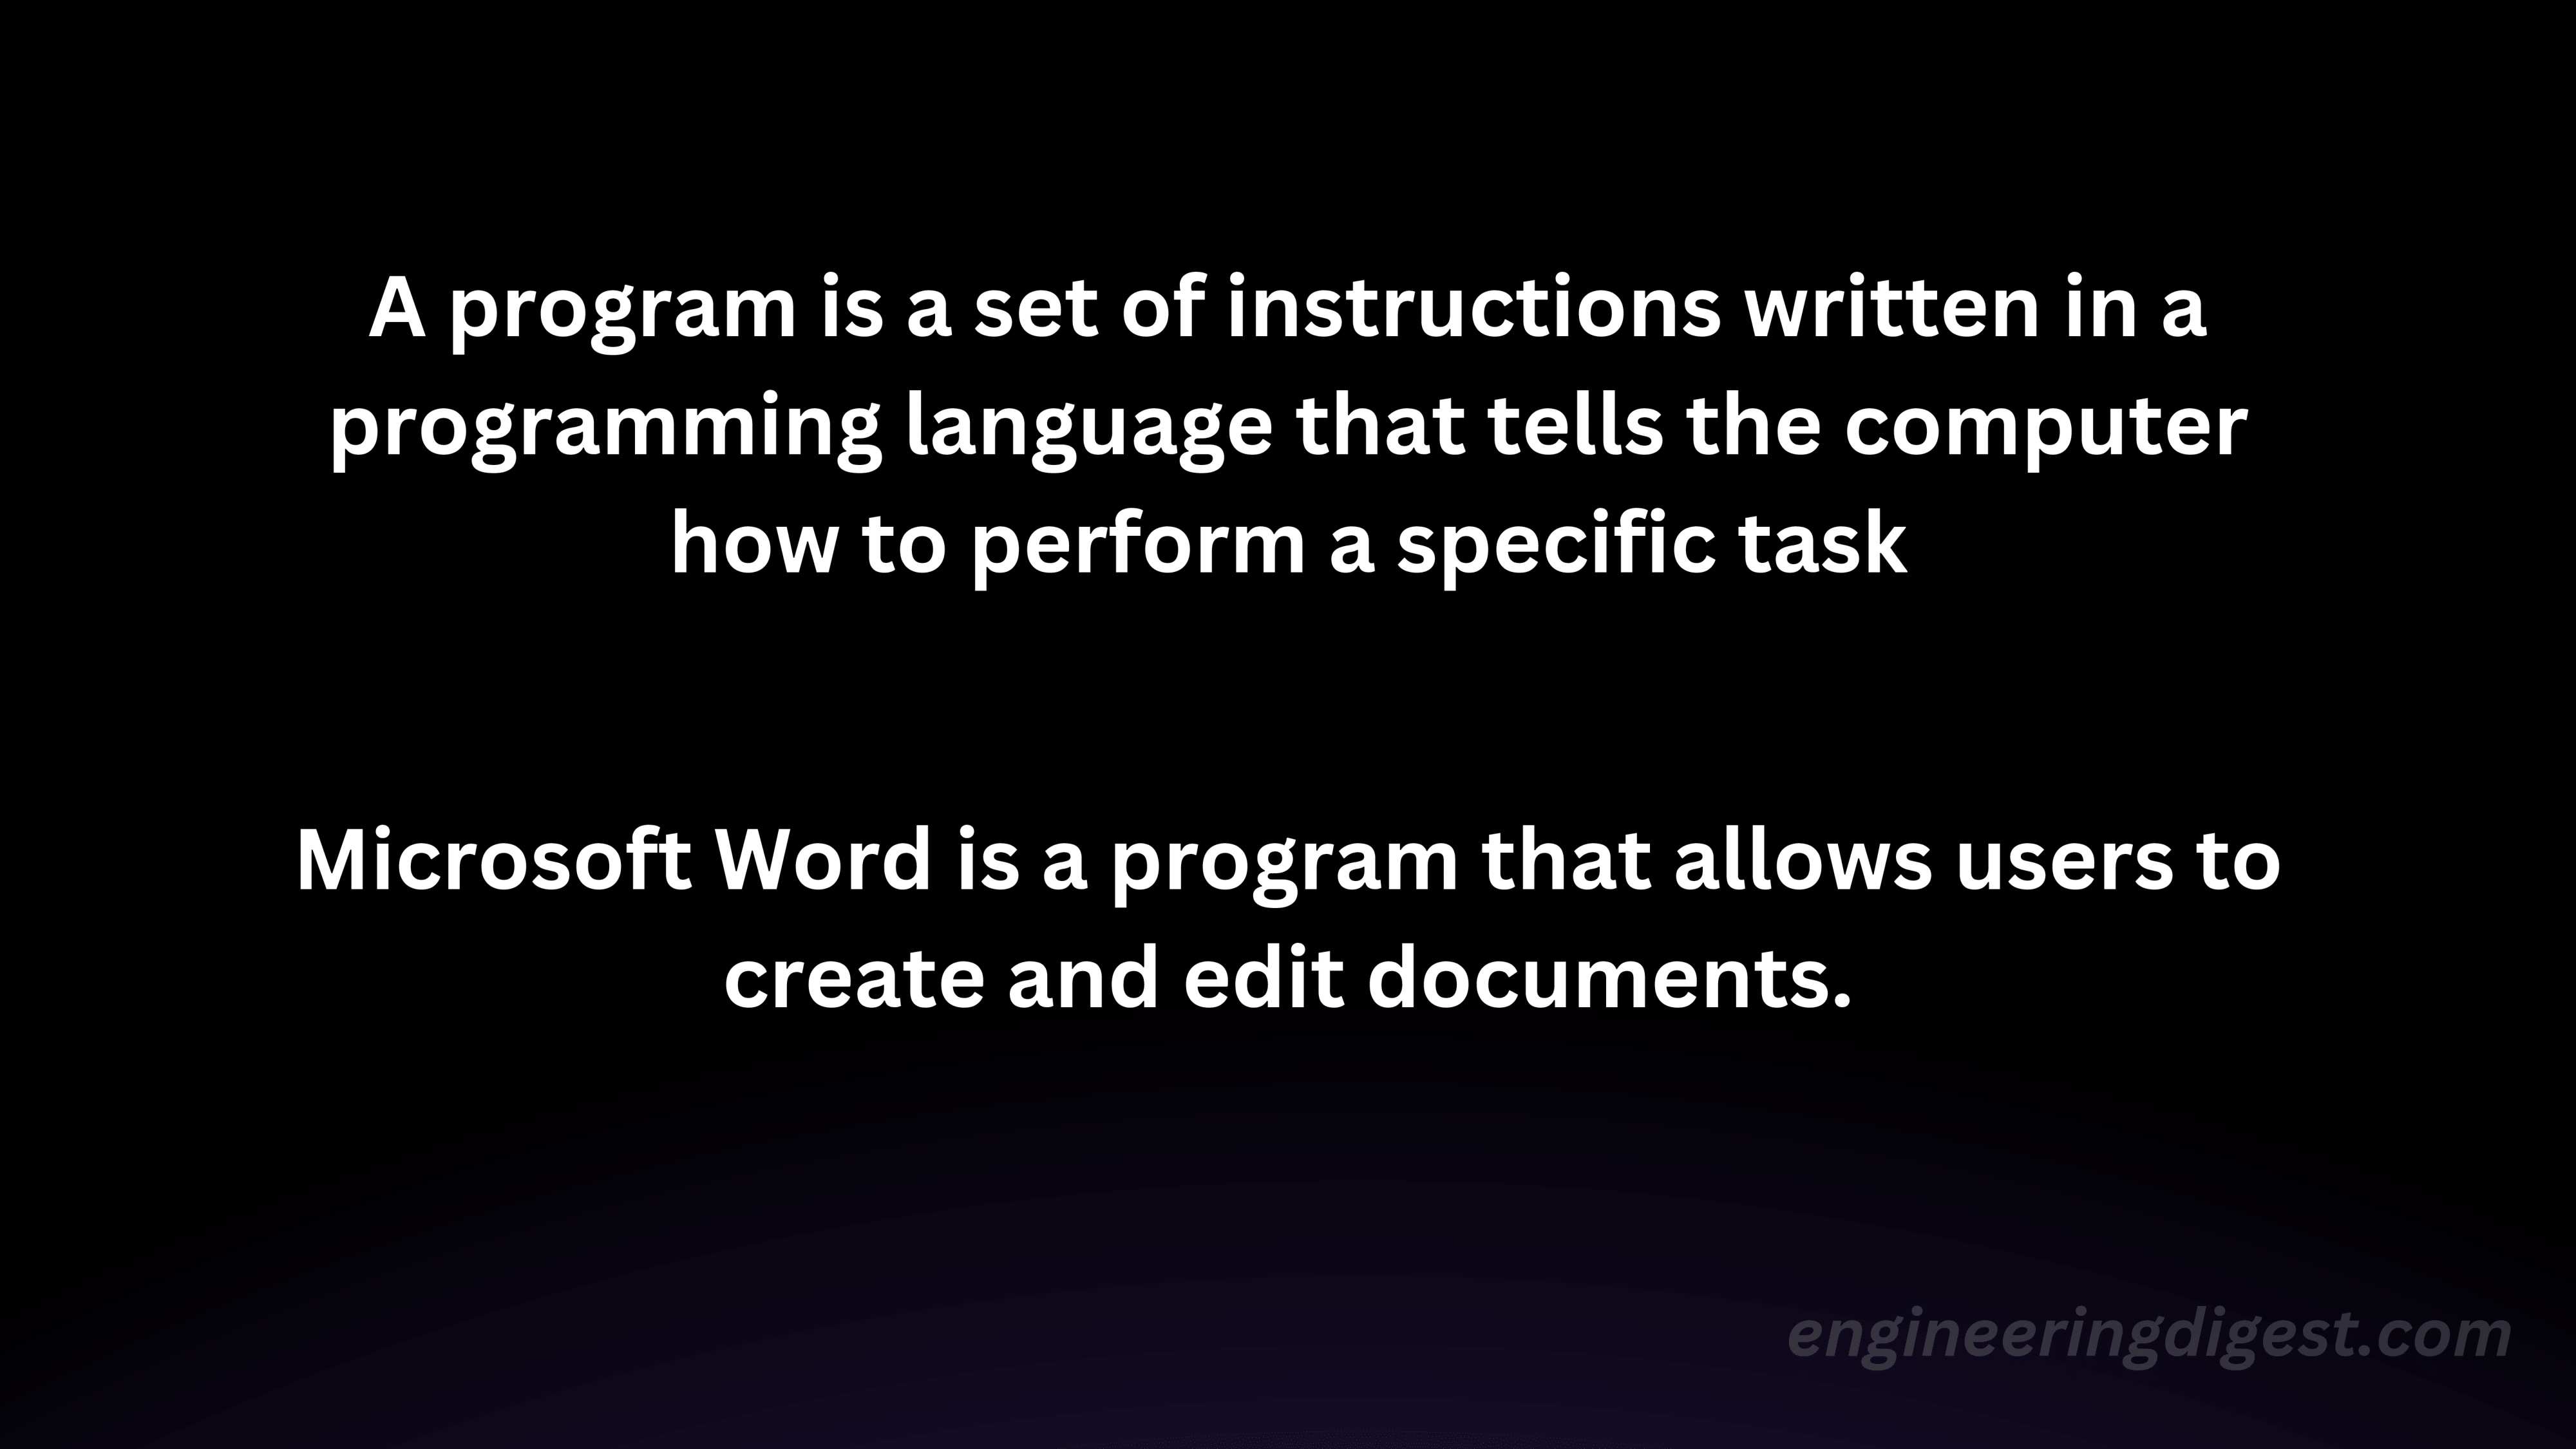 A program is a set of instructions written in a
programming language that tells the computer
how to perform a specific task
Microsoft Word is a program that allows users to
create and edit documents.
engineeringdigest.com